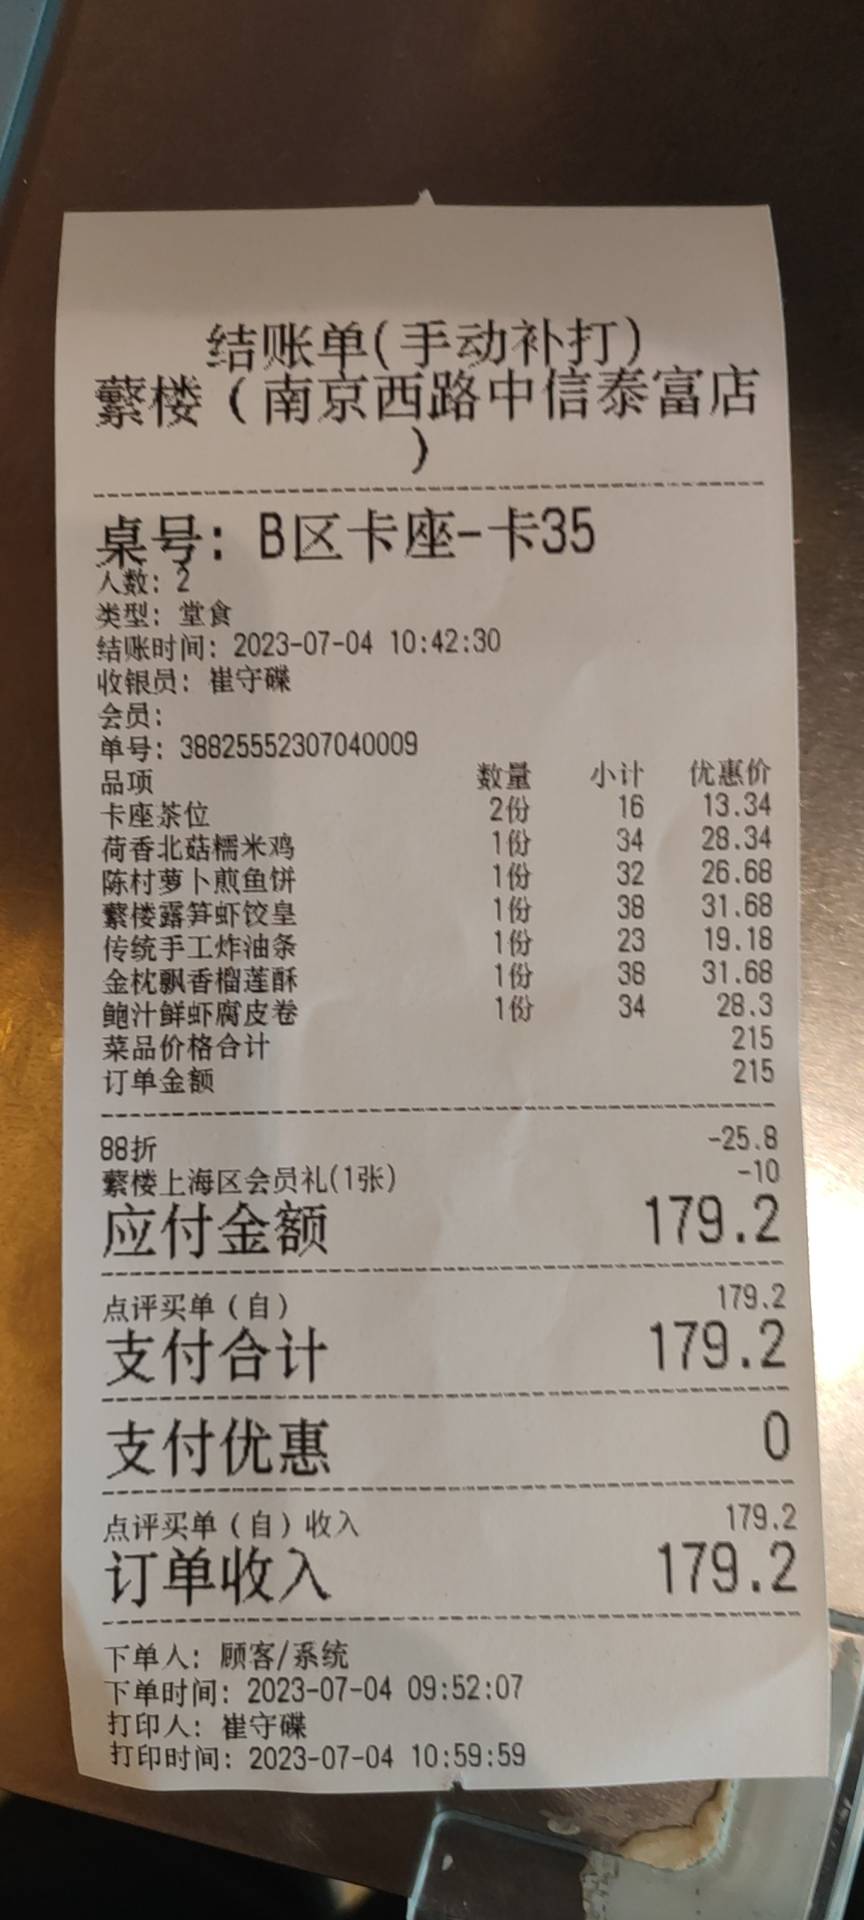 结账单(手动补打)
蘩楼(南京西路中信泰富店
)
桌号: B区卡座-卡35
人数: 2
类型: 堂食
结账时间: 2023-07-04 10:42:30
收银员: 崔守碟
会员:
单号: 38825552307040009
品项 数量 小计 优惠价
卡座茶位 2份 16 13.34
荷香北菇糯米鸡 1份 34 28.34
陈村萝卜煎鱼饼 1份 32 26.68
蘩楼露笋虾饺皇 1份 38 31.68
传统手工炸油条 1份 23 19.18
金枕飘香榴莲酥 1份 38 31.68
鲍汁鲜虾腐皮卷 1份 34 28.3
菜品价格合计 215
订单金额 215
88折 -25.8
蘩楼上海区会员礼(1张) -10
应付金额 179.2
点评买单(自) 179.2
支付合计 179.2
支付优惠 0
点评买单(自)收入 179.2
订单收入 179.2
下单人: 顾客/系统
下单时间: 2023-07-04 09:52:07
打印人: 崔守碟
打印时间: 2023-07-04 10:59:59